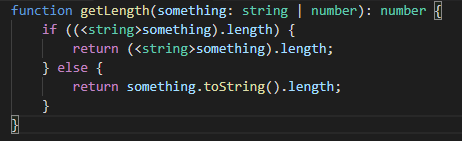 function getLength(something: string | number): number {
    if ((<string>something).length) {
        return (<string>something).length;
    } else {
        return something.toString().length;
    }
}